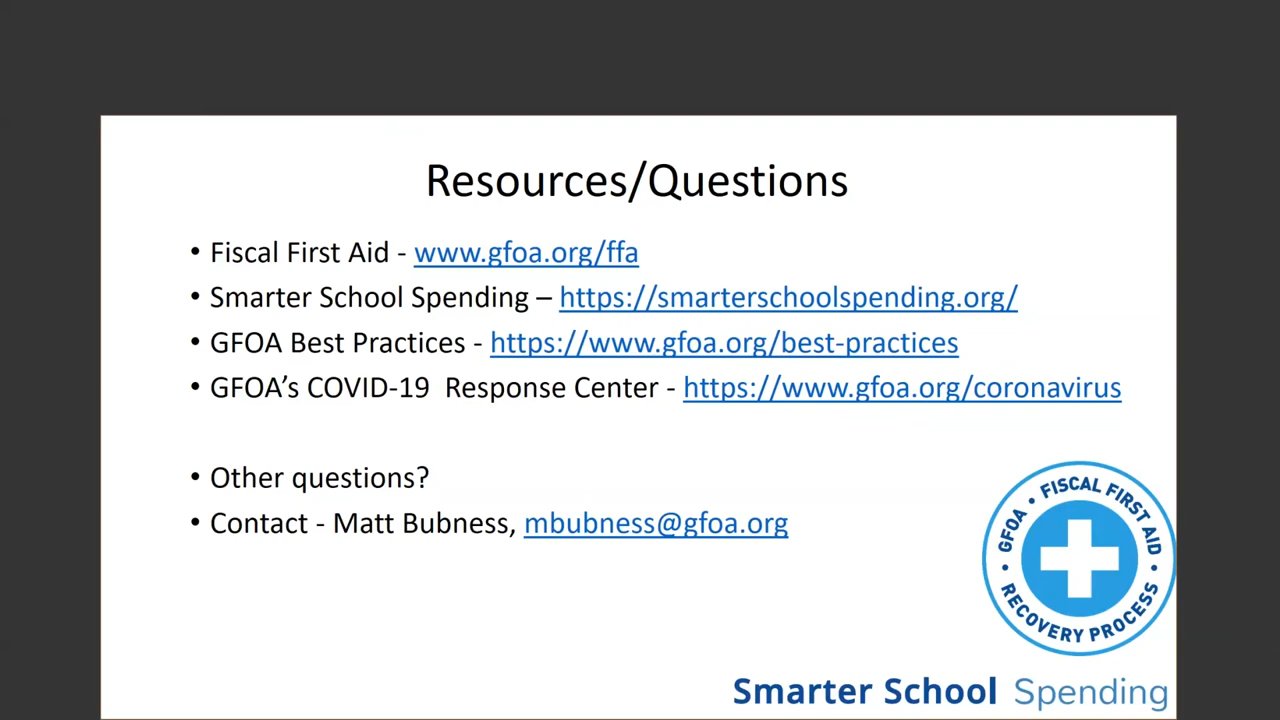 Resources/Questions
• Fiscal First Aid - www.gfoa.org/ffa
• Smarter School Spending – https://smarterschoolspending.org/
• GFOA Best Practices - https://www.gfoa.org/best-practices
• GFOA’s COVID-19  Response Center - https://www.gfoa.org/coronavirus
• Other questions?
• Contact - Matt Bubness, mbubness@gfoa.org
GFOA • FISCAL FIRST AID
• RECOVERY PROCESS •
Smarter School Spending